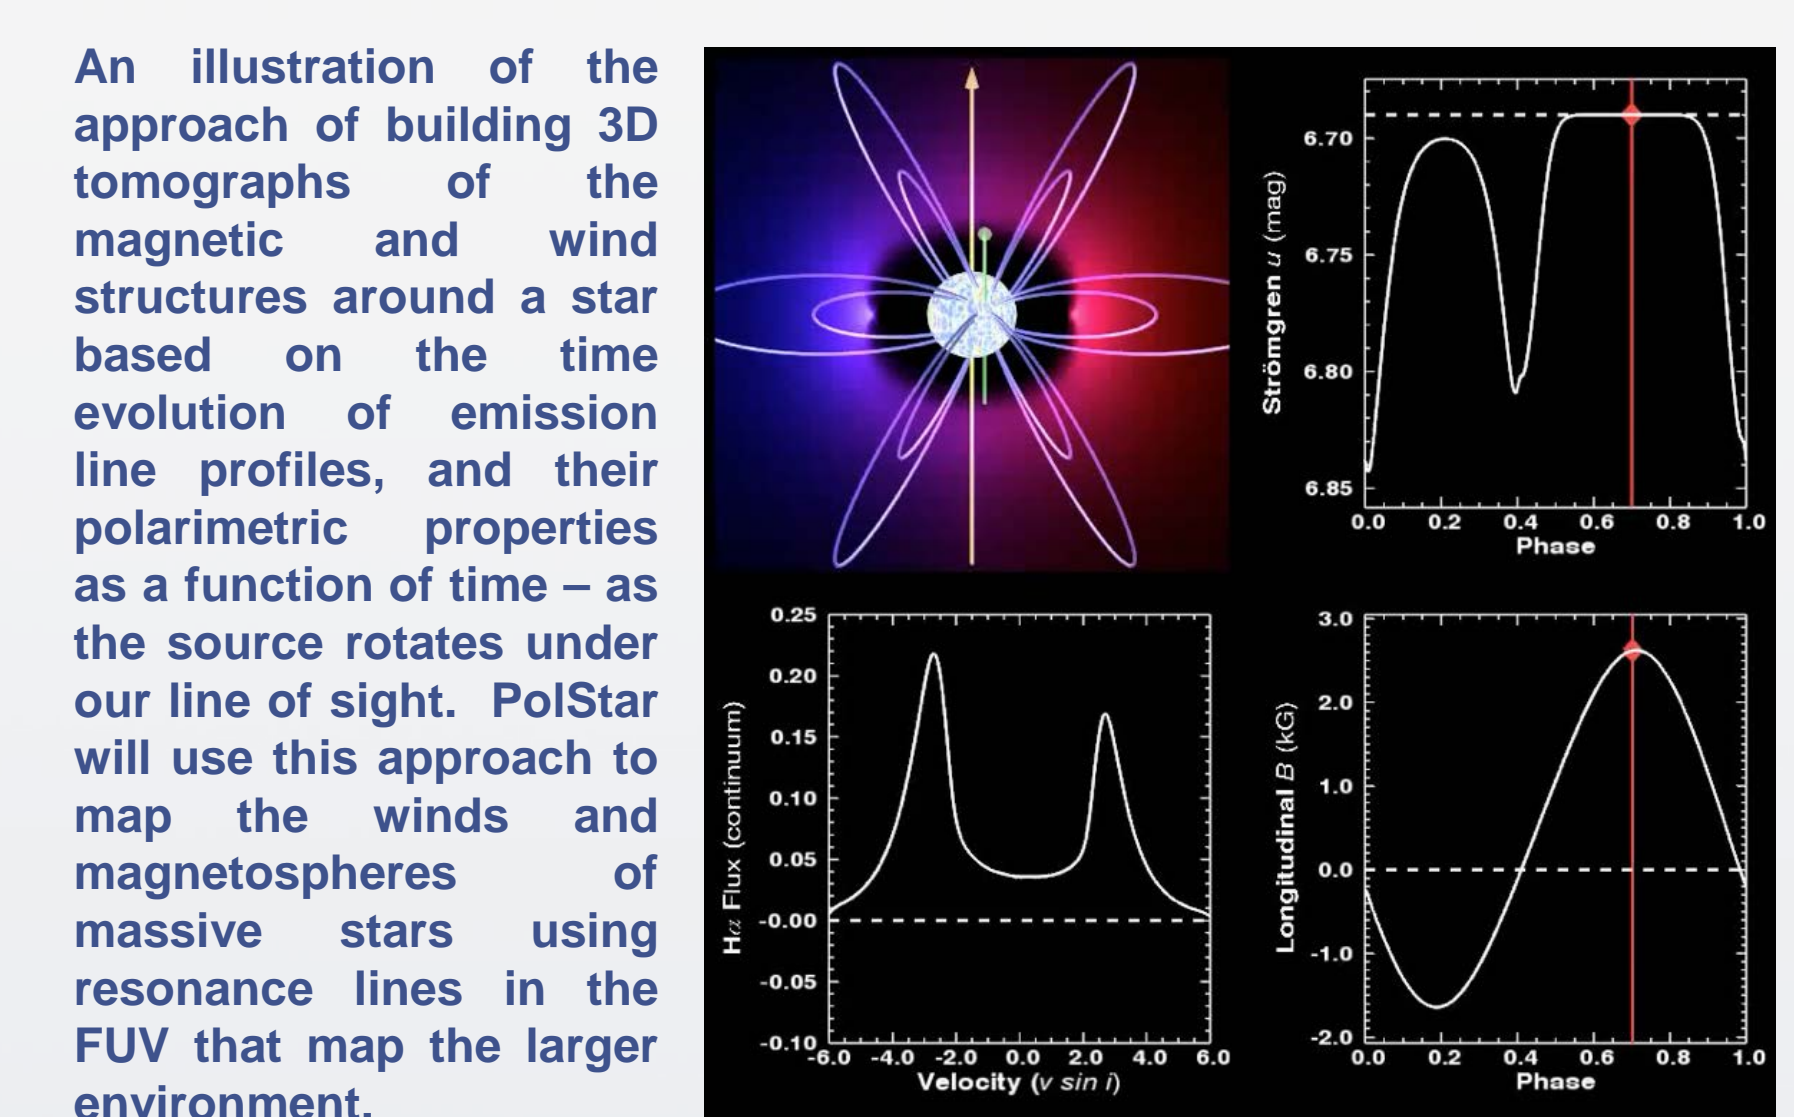 An illustration of the
approach of building 3D
tomographs of the
magnetic and wind
structures around a star
based on the time
evolution of emission
line profiles, and their
polarimetric properties
as a function of time – as
the source rotates under
our line of sight. PolStar
will use this approach to
map the winds and
magnetospheres of
massive stars using
resonance lines in the
FUV that map the larger
environment.
Strömgren u (mag)
6.70
6.75
6.80
6.85
0.0 0.2 0.4 0.6 0.8 1.0
Phase
Hα Flux (continuum)
0.25
0.20
0.15
0.10
0.05
-0.00
-0.05
-0.10
-6.0 -4.0 -2.0 0.0 2.0 4.0 6.0
Velocity (v sin i)
Longitudinal B (kG)
3.0
2.0
1.0
0.0
-1.0
-2.0
0.0 0.2 0.4 0.6 0.8 1.0
Phase